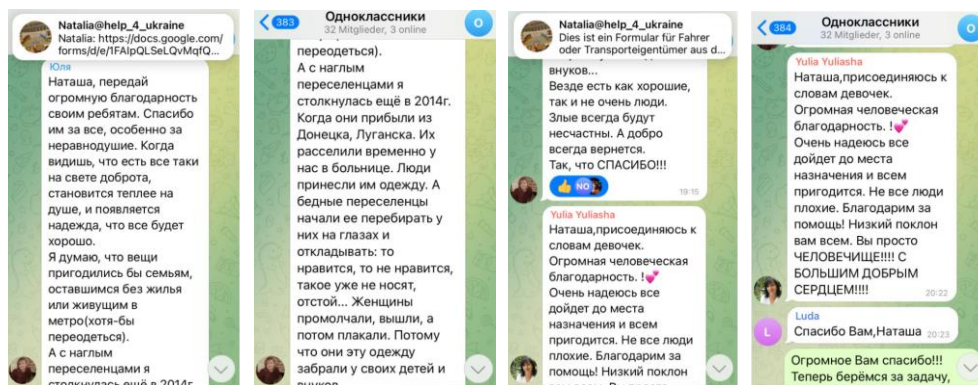 Natalia@help_4_ukraine
Natalia: https://docs.google.com/
forms/d/e/1FAIpQLSeLQvMqfQ...
Юля
Наташа, передай
огромную благодарность
своим ребятам. Спасибо
им за все, особенно за
неравнодушие. Когда
видишь, что есть все таки
на свете доброта,
становится теплее на
душе, и появляется
надежда, что все будет
хорошо.
Я думаю, что вещи
пригодились бы семьям,
оставшимся без жилья
или живущим в
метро(хотя-бы
переодеться).
А с наглым
переселенцами я
столкнулась ещё в 2014г.
383
Одноклассники
32 Mitglieder, 3 online
О
переодеться).
А с наглым
переселенцами я
столкнулась ещё в 2014г.
Когда они прибыли из
Донецка, Луганска. Их
расселили временно у
нас в больнице. Люди
принесли им одежду. А
бедные переселенцы
начали ее перебирать у
них на глазах и
откладывать: то
нравится, то не нравится,
такое уже не носят,
отстой... Женщины
промолчали, вышли, а
потом плакали. Потому
что они эту одежду
забрали у своих детей и
внуков...
Natalia@help_4_ukraine
Dies ist ein Formular für Fahrer
oder Transporteigentümer aus d...
внуков...
Везде есть как хорошие,
так и не очень люди.
Злые всегда будут
несчастны. А добро
всегда вернется.
Так, что СПАСИБО!!!
NO
19:15
Yulia Yuliasha
Наташа,присоединяюсь к
словам девочек.
Огромная человеческая
благодарность. !💕
Очень надеюсь все
дойдет до места
назначения и всем
пригодится. Не все люди
плохие. Благодарим за
помощь! Низкий поклон
384
Одноклассники
32 Mitglieder, 3 online
О
Yulia Yuliasha
Наташа,присоединяюсь к
словам девочек.
Огромная человеческая
благодарность. !💕
Очень надеюсь все
дойдет до места
назначения и всем
пригодится. Не все люди
плохие. Благодарим за
помощь! Низкий поклон
вам всем. Вы просто
ЧЕЛОВЕЧИЩЕ!!!! С
БОЛЬШИМ ДОБРЫМ
СЕРДЦЕМ!!!!
20:22
L
Luda
Спасибо Вам,Наташа
20:23
Огромное Вам спасибо!!!
Теперь берёмся за задачу,